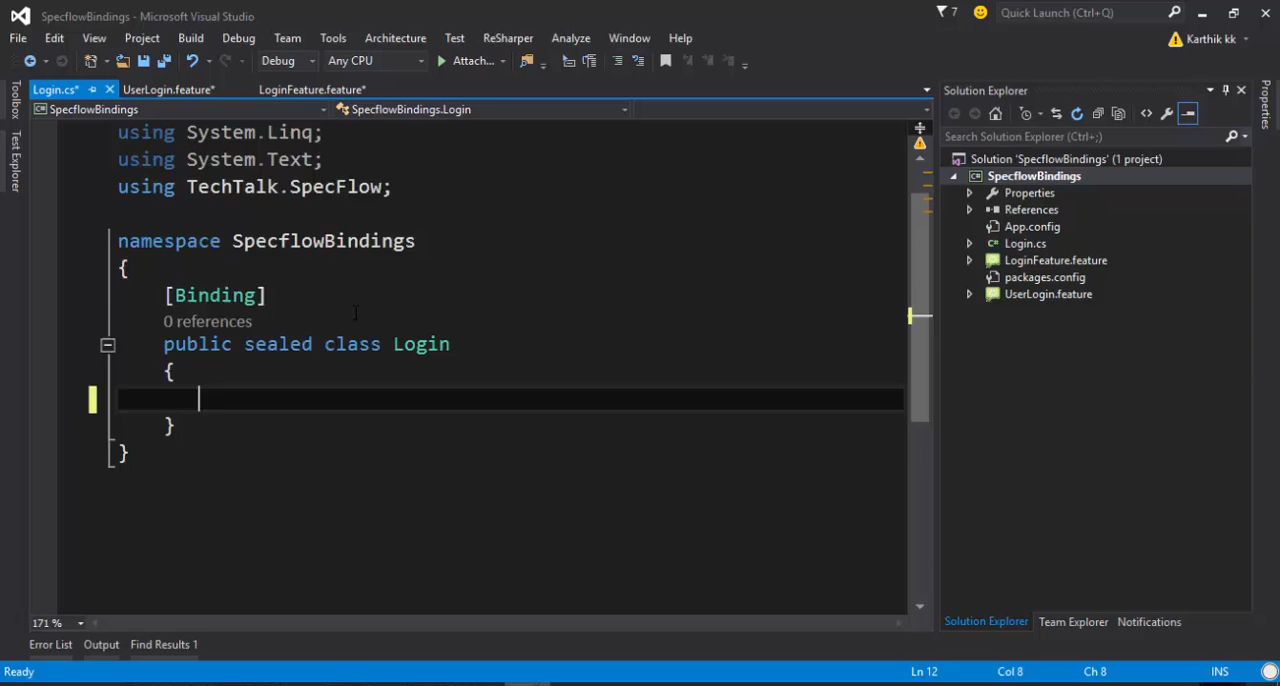 SpecflowBindings - Microsoft Visual Studio
7
Quick Launch (Ctrl+Q)
File Edit View Project Build Debug Team Tools Architecture Test ReSharper Analyze Window Help
Karthik kk
Debug Any CPU Attach...
Login.cs* UserLogin.feature* LoginFeature.feature*
SpecflowBindings SpecflowBindings.Login
Toolbox
Test Explorer
using System.Linq;
using System.Text;
using TechTalk.SpecFlow;
namespace SpecflowBindings
{
[Binding]
0 references
public sealed class Login
{
}
}
171 %
Solution Explorer
Search Solution Explorer (Ctrl+;)
Solution 'SpecflowBindings' (1 project)
SpecflowBindings
Properties
References
App.config
Login.cs
LoginFeature.feature
packages.config
UserLogin.feature
Solution Explorer Team Explorer Notifications
Properties
Error List Output Find Results 1
Ready Ln 12 Col 8 Ch 8 INS